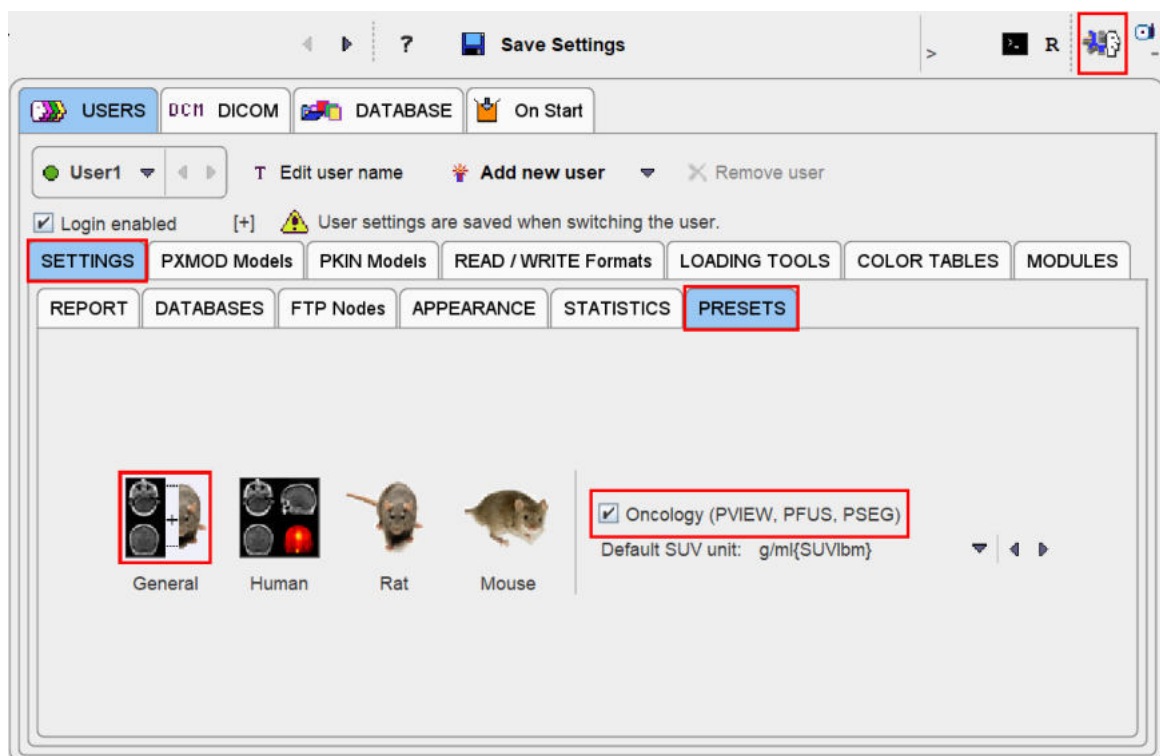 ? Save Settings > R
USERS DCM DICOM DATABASE On Start
User1 T Edit user name Add new user Remove user
Login enabled [+] User settings are saved when switching the user.
SETTINGS PXMOD Models PKIN Models READ / WRITE Formats LOADING TOOLS COLOR TABLES MODULES
REPORT DATABASES FTP Nodes APPEARANCE STATISTICS PRESETS
Oncology (PVIEW, PFUS, PSEG)
Default SUV unit: g/ml{SUVlbm}
General Human Rat Mouse